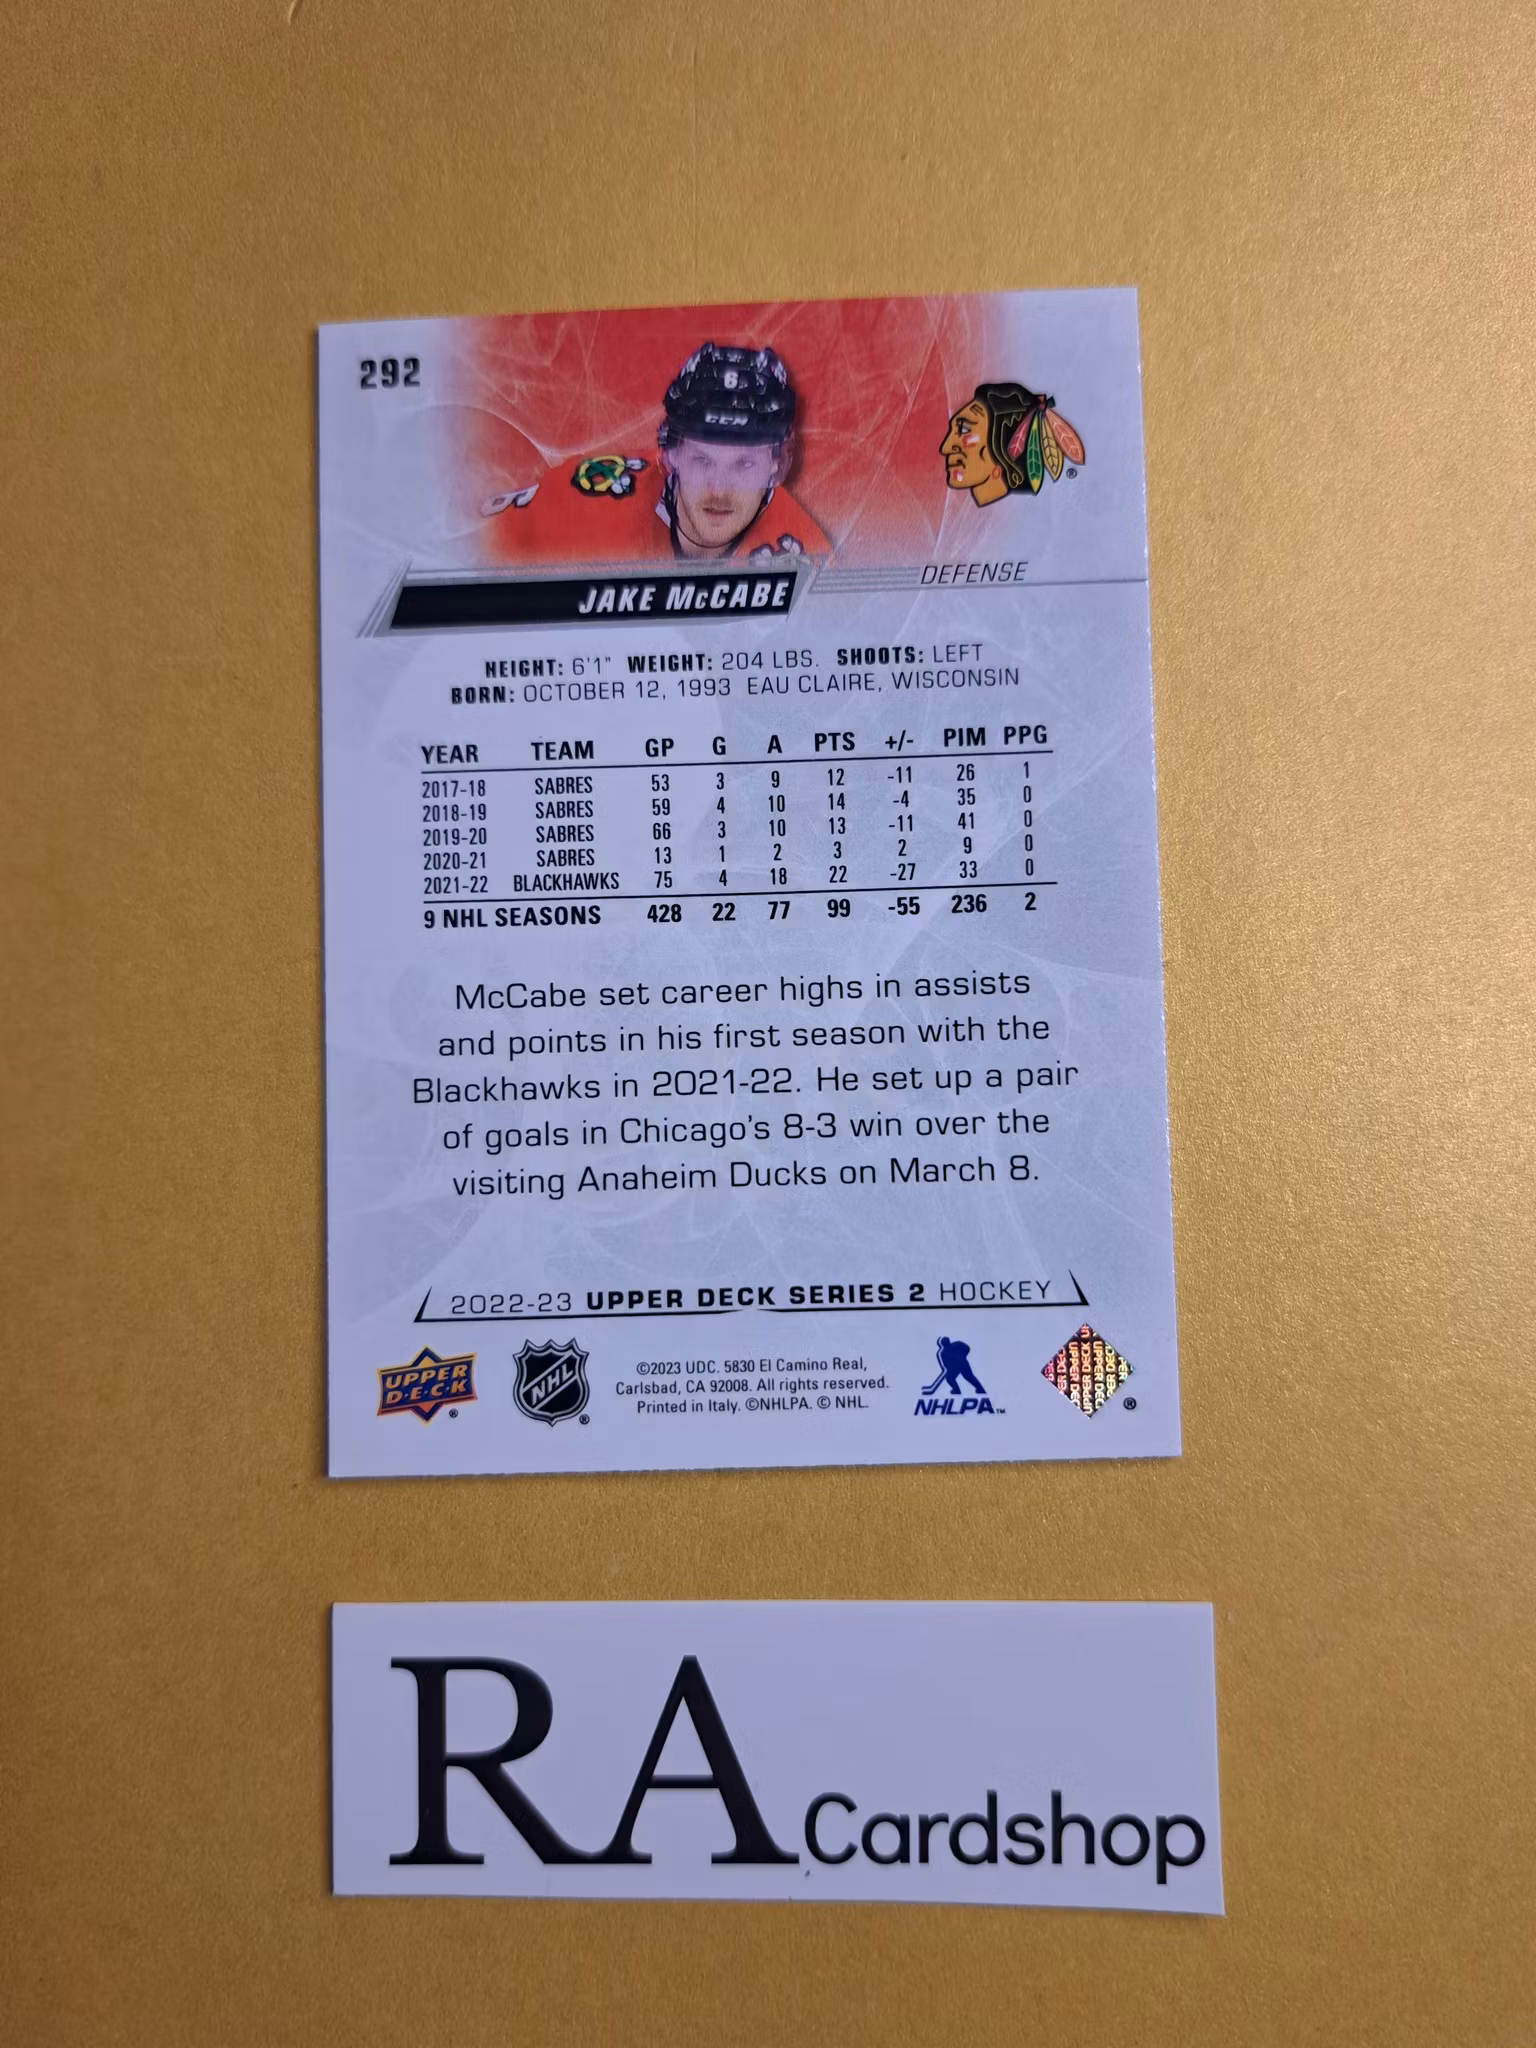 292
6
CCM
6
JAKE McCABE
DEFENSE
HEIGHT: 6'1" WEIGHT: 204 LBS. SHOOTS: LEFT
BORN: OCTOBER 12, 1993 EAU CLAIRE, WISCONSIN
YEAR TEAM GP G A PTS +/- PIM PPG
2017-18 SABRES 53 3 9 12 -11 26 1
2018-19 SABRES 59 4 10 14 -4 35 0
2019-20 SABRES 66 3 10 13 -11 41 0
2020-21 SABRES 13 1 2 3 2 9 0
2021-22 BLACKHAWKS 75 4 18 22 -27 33 0
9 NHL SEASONS 428 22 77 99 -55 236 2
McCabe set career highs in assists
and points in his first season with the
Blackhawks in 2021-22. He set up a pair
of goals in Chicago's 8-3 win over the
visiting Anaheim Ducks on March 8.
2022-23 UPPER DECK SERIES 2 HOCKEY
UPPER
D·E·C·K
®
NHL
®
©2023 UDC. 5830 El Camino Real,
Carlsbad, CA 92008. All rights reserved.
Printed in Italy. ©NHLPA. © NHL.
NHLPA™
UPPER DECK
®
RA Cardshop